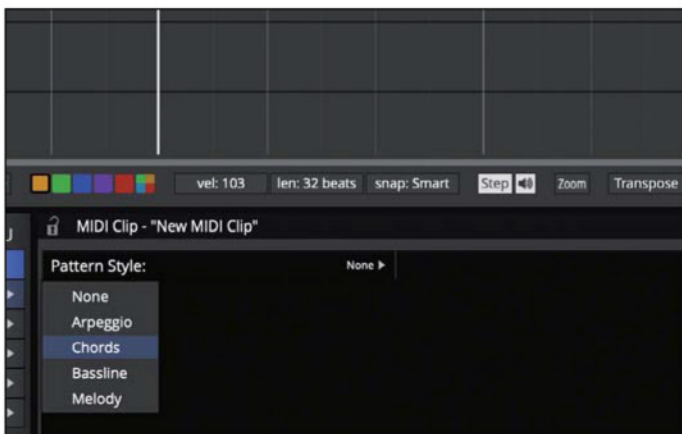 vel: 103 len: 32 beats snap: Smart Step Zoom Transpose
MIDI Clip - "New MIDI Clip"
Pattern Style: None
None
Arpeggio
Chords
Bassline
Melody